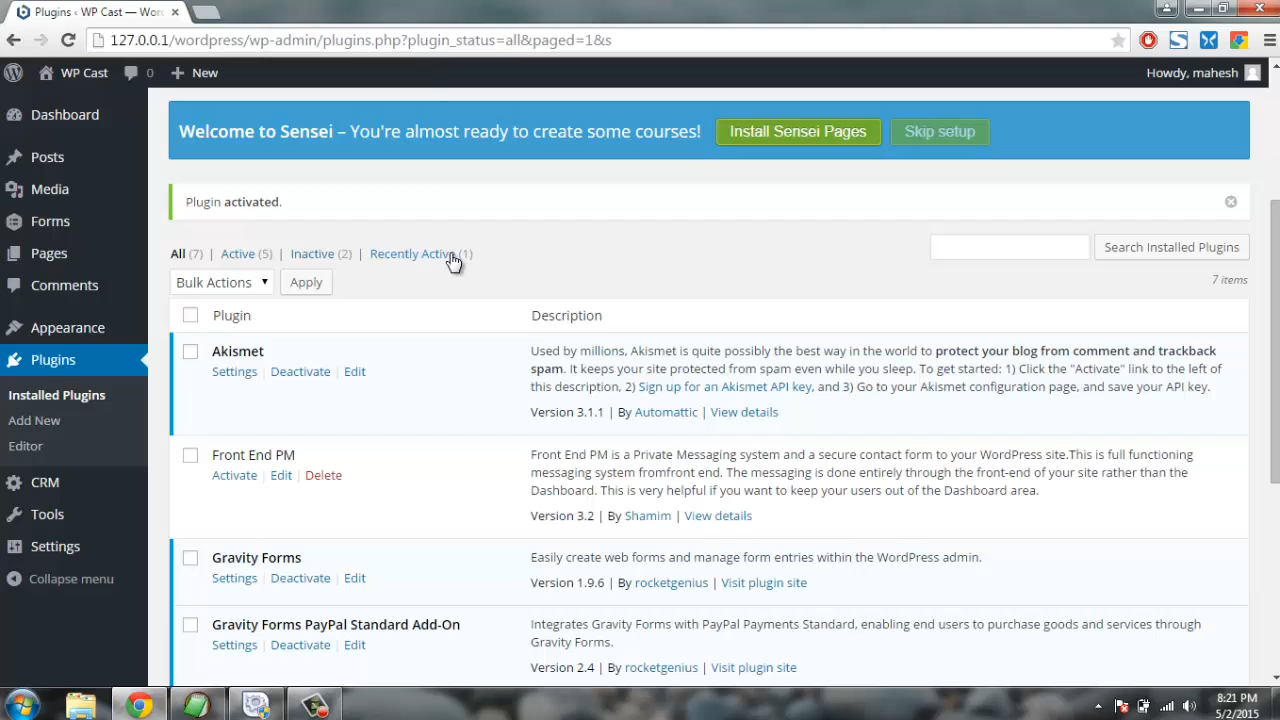 Plugins ‹ WP Cast — Wor
127.0.0.1/wordpress/wp-admin/plugins.php?plugin_status=all&paged=1&s
WP Cast 0 New Howdy, mahesh
Dashboard
Posts
Media
Forms
Pages
Comments
Appearance
Plugins
Installed Plugins
Add New
Editor
CRM
Tools
Settings
Collapse menu
Welcome to Sensei – You're almost ready to create some courses! Install Sensei Pages Skip setup
Plugin activated.
All (7) | Active (5) | Inactive (2) | Recently Active (1)
Search Installed Plugins
Bulk Actions Apply 7 items
Plugin Description
Akismet
Settings | Deactivate | Edit
Used by millions, Akismet is quite possibly the best way in the world to protect your blog from comment and trackback
spam. It keeps your site protected from spam even while you sleep. To get started: 1) Click the "Activate" link to the left of
this description, 2) Sign up for an Akismet API key, and 3) Go to your Akismet configuration page, and save your API key.
Version 3.1.1 | By Automattic | View details
Front End PM
Activate | Edit | Delete
Front End PM is a Private Messaging system and a secure contact form to your WordPress site.This is full functioning
messaging system fromfront end. The messaging is done entirely through the front-end of your site rather than the
Dashboard. This is very helpful if you want to keep your users out of the Dashboard area.
Version 3.2 | By Shamim | View details
Gravity Forms
Settings | Deactivate | Edit
Easily create web forms and manage form entries within the WordPress admin.
Version 1.9.6 | By rocketgenius | Visit plugin site
Gravity Forms PayPal Standard Add-On
Settings | Deactivate | Edit
Integrates Gravity Forms with PayPal Payments Standard, enabling end users to purchase goods and services through
Gravity Forms.
Version 2.4 | By rocketgenius | Visit plugin site
8:21 PM
5/2/2015